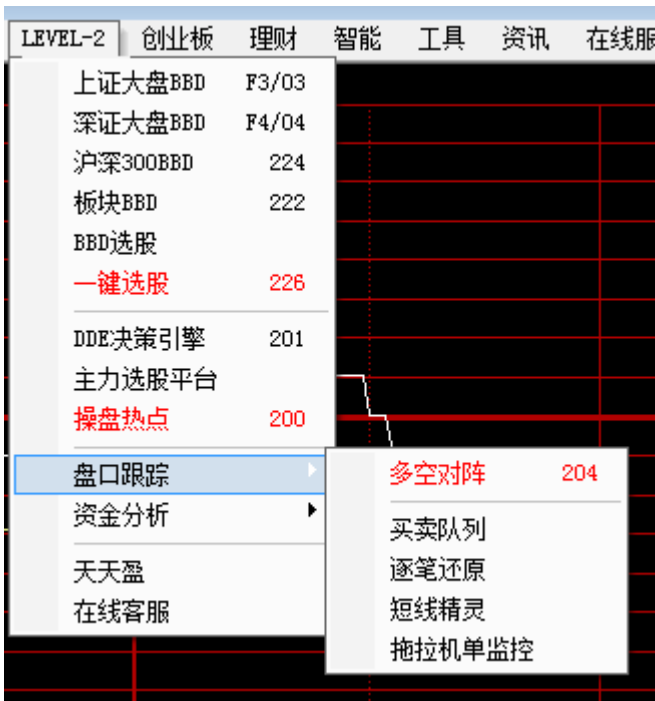 LEVEL-2 创业板 理财 智能 工具 资讯 在线服
上证大盘BBD F3/03
深证大盘BBD F4/04
沪深300BBD 224
板块BBD 222
BBD选股
一键选股 226
DDE决策引擎 201
主力选股平台
操盘热点 200
盘口跟踪
资金分析
天天盈
在线客服
多空对阵 204
买卖队列
逐笔还原
短线精灵
拖拉机单监控